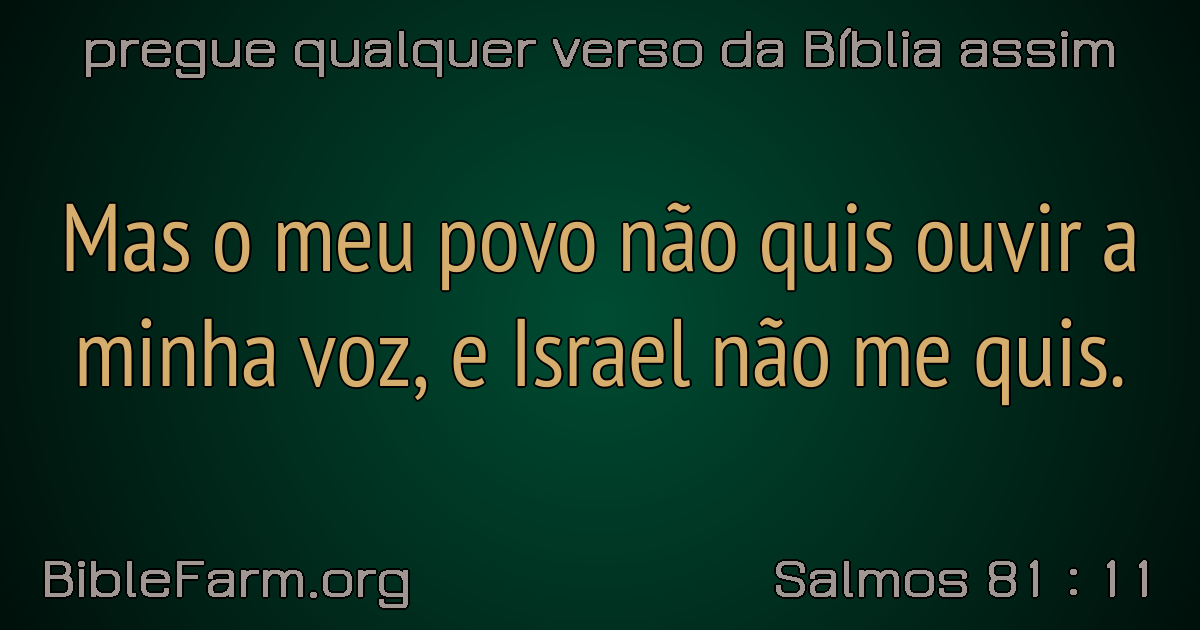 pregue qualquer verso da Bíblia assim
Mas o meu povo não quis ouvir a
minha voz, e Israel não me quis.
BibleFarm.org
Salmos 81 : 11